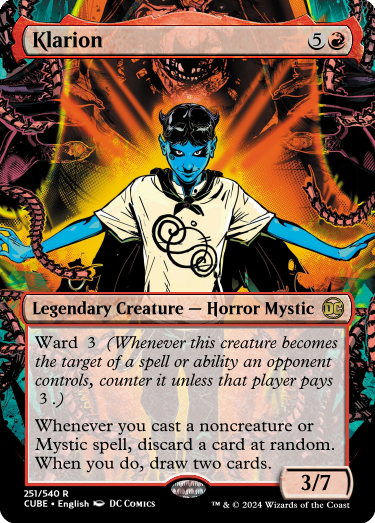 Klarion 5
Legendary Creature — Horror Mystic DC
Ward 3 (Whenever this creature becomes
the target of a spell or ability an opponent
controls, counter it unless that player pays
3.)
Whenever you cast a noncreature or
Mystic spell, discard a card at random.
When you do, draw two cards.
3/7
251/540 R
CUBE • English DC COMICS
™ & © 2024 Wizards of the Coast